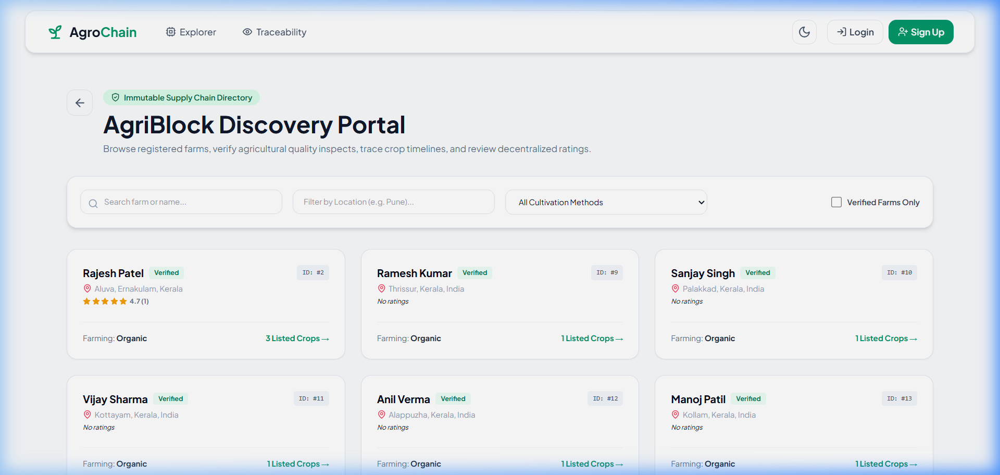 AgroChain
Explorer
Traceability
Login
Sign Up
Immutable Supply Chain Directory
AgriBlock Discovery Portal
Browse registered farms, verify agricultural quality inspects, trace crop timelines, and review decentralized ratings.
Search farm or name...
Filter by Location (e.g. Pune)...
All Cultivation Methods
Verified Farms Only
Rajesh Patel Verified ID: #2
Aluva, Ernakulam, Kerala
4.7 (1)
Farming: Organic 3 Listed Crops →
Ramesh Kumar Verified ID: #9
Thrissur, Kerala, India
No ratings
Farming: Organic 1 Listed Crops →
Sanjay Singh Verified ID: #10
Palakkad, Kerala, India
No ratings
Farming: Organic 1 Listed Crops →
Vijay Sharma Verified ID: #11
Kottayam, Kerala, India
No ratings
Farming: Organic 1 Listed Crops →
Anil Verma Verified ID: #12
Alappuzha, Kerala, India
No ratings
Farming: Organic 1 Listed Crops →
Manoj Patil Verified ID: #13
Kollam, Kerala, India
No ratings
Farming: Organic 1 Listed Crops →